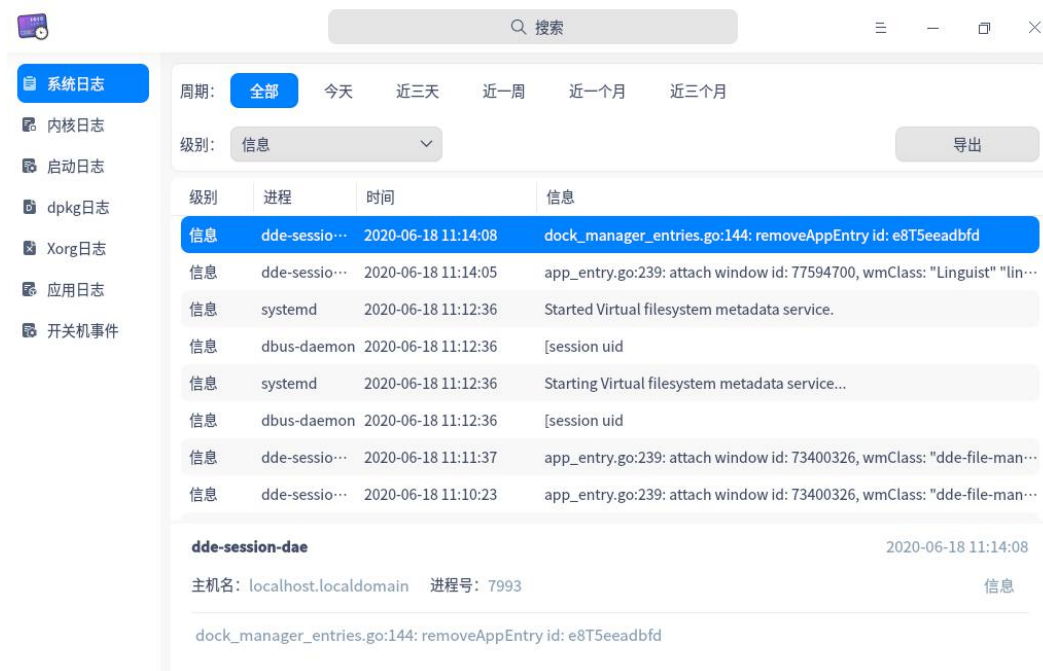 搜索
系统日志
内核日志
启动日志
dpkg日志
Xorg日志
应用日志
开关机事件
周期： 全部 今天 近三天 近一周 近一个月 近三个月
级别： 信息 导出
级别 进程 时间 信息
信息 dde-sessio··· 2020-06-18 11:14:08 dock_manager_entries.go:144: removeAppEntry id: e8T5eeadbfd
信息 dde-sessio··· 2020-06-18 11:14:05 app_entry.go:239: attach window id: 77594700, wmClass: "Linguist" "lin···
信息 systemd 2020-06-18 11:12:36 Started Virtual filesystem metadata service.
信息 dbus-daemon 2020-06-18 11:12:36 [session uid
信息 systemd 2020-06-18 11:12:36 Starting Virtual filesystem metadata service...
信息 dbus-daemon 2020-06-18 11:12:36 [session uid
信息 dde-sessio··· 2020-06-18 11:11:37 app_entry.go:239: attach window id: 73400326, wmClass: "dde-file-man···
信息 dde-sessio··· 2020-06-18 11:10:23 app_entry.go:239: attach window id: 73400326, wmClass: "dde-file-man···
dde-session-dae 2020-06-18 11:14:08
主机名： localhost.localdomain 进程号： 7993 信息
dock_manager_entries.go:144: removeAppEntry id: e8T5eeadbfd